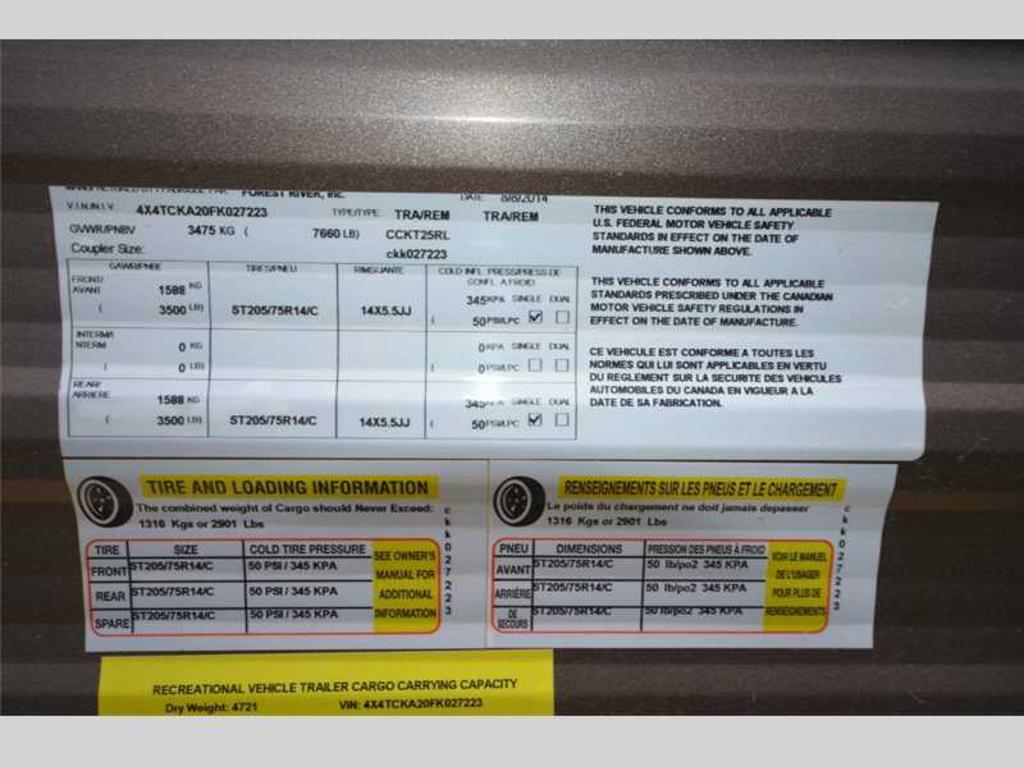 FOREST RIVER, INC. DATE 8/8/2014
V.I.N./N.I.V. 4X4TCKA20FK027223 TYPE/TYPE: TRA/REM TRA/REM
GVWR/PNBV 3475 KG ( 7660 LB) CCKT25RL
Coupler Size: ckk027223
GAWR/PNBE TIRES/PNEU RIM/JANTE COLD INFL. PRESS/PRESS DE
GONFL. A FROID
FRONT/
AVANT 1588 KG 345 KPA SINGLE DUAL
( 3500 LB) ST205/75R14/C 14X5.5JJ ( 50 PSI/LPC
INTERM/
INTERM 0 KG 0 KPA SINGLE DUAL
( 0 LB) ( 0 PSI/LPC
REAR/
ARRIERE 1588 KG 345 KPA SINGLE DUAL
( 3500 LB) ST205/75R14/C 14X5.5JJ ( 50 PSI/LPC
THIS VEHICLE CONFORMS TO ALL APPLICABLE
U.S. FEDERAL MOTOR VEHICLE SAFETY
STANDARDS IN EFFECT ON THE DATE OF
MANUFACTURE SHOWN ABOVE.
THIS VEHICLE CONFORMS TO ALL APPLICABLE
STANDARDS PRESCRIBED UNDER THE CANADIAN
MOTOR VEHICLE SAFETY REGULATIONS IN
EFFECT ON THE DATE OF MANUFACTURE.
CE VEHICULE EST CONFORME A TOUTES LES
NORMES QUI LUI SONT APPLICABLES EN VERTU
DU REGLEMENT SUR LA SECURITE DES VEHICULES
AUTOMOBILES DU CANADA EN VIGUEUR A LA
DATE DE SA FABRICATION.
TIRE AND LOADING INFORMATION
The combined weight of Cargo should Never Exceed:
1316 Kgs or 2901 Lbs
TIRE SIZE COLD TIRE PRESSURE
FRONT ST205/75R14/C 50 PSI / 345 KPA
REAR ST205/75R14/C 50 PSI / 345 KPA
SPARE ST205/75R14/C 50 PSI / 345 KPA
SEE OWNER'S
MANUAL FOR
ADDITIONAL
INFORMATION
ckk027223
RENSEIGNEMENTS SUR LES PNEUS ET LE CHARGEMENT
Le poids du chargement ne doit jamais depasser
1316 Kgs or 2901 Lbs
PNEU DIMENSIONS PRESSION DES PNEUS À FROID
AVANT ST205/75R14/C 50 lb/po2 345 KPA
ARRIÈRE ST205/75R14/C 50 lb/po2 345 KPA
DE
SECOURS ST205/75R14/C 50 lb/po2 345 KPA
VOIR LE MANUEL
DE L'USAGER
POUR PLUS DE
RENSEIGNEMENTS
ckk027223
RECREATIONAL VEHICLE TRAILER CARGO CARRYING CAPACITY
Dry Weight: 4721 VIN: 4X4TCKA20FK027223